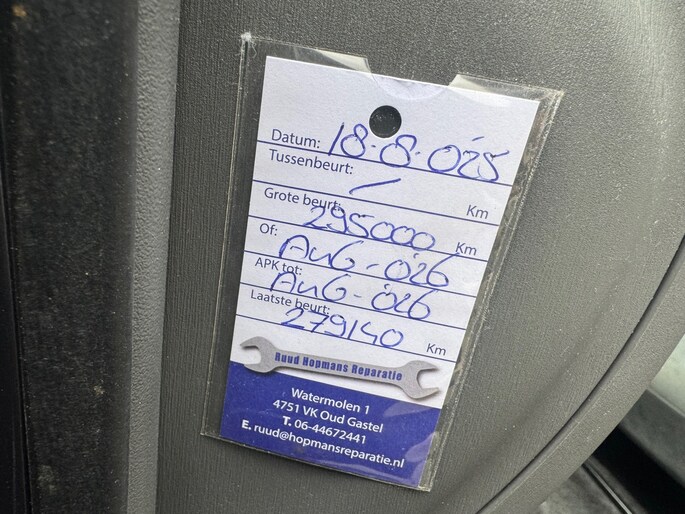 Datum: 18-8-025
Tussenbeurt: —
Km
Grote beurt: 295000 Km
Of: AuG-'026
APK tot: AuG-'026
Laatste beurt: 279140 Km
Ruud Hopmans Reparatie
Watermolen 1
4751 VK Oud Gastel
T. 06-44672441
E. ruud@hopmansreparatie.nl